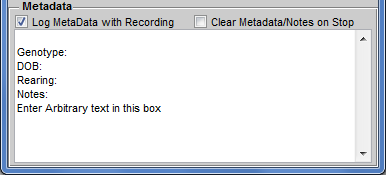 Metadata
Log MetaData with Recording Clear Metadata/Notes on Stop
Genotype:
DOB:
Rearing:
Notes:
Enter Arbitrary text in this box